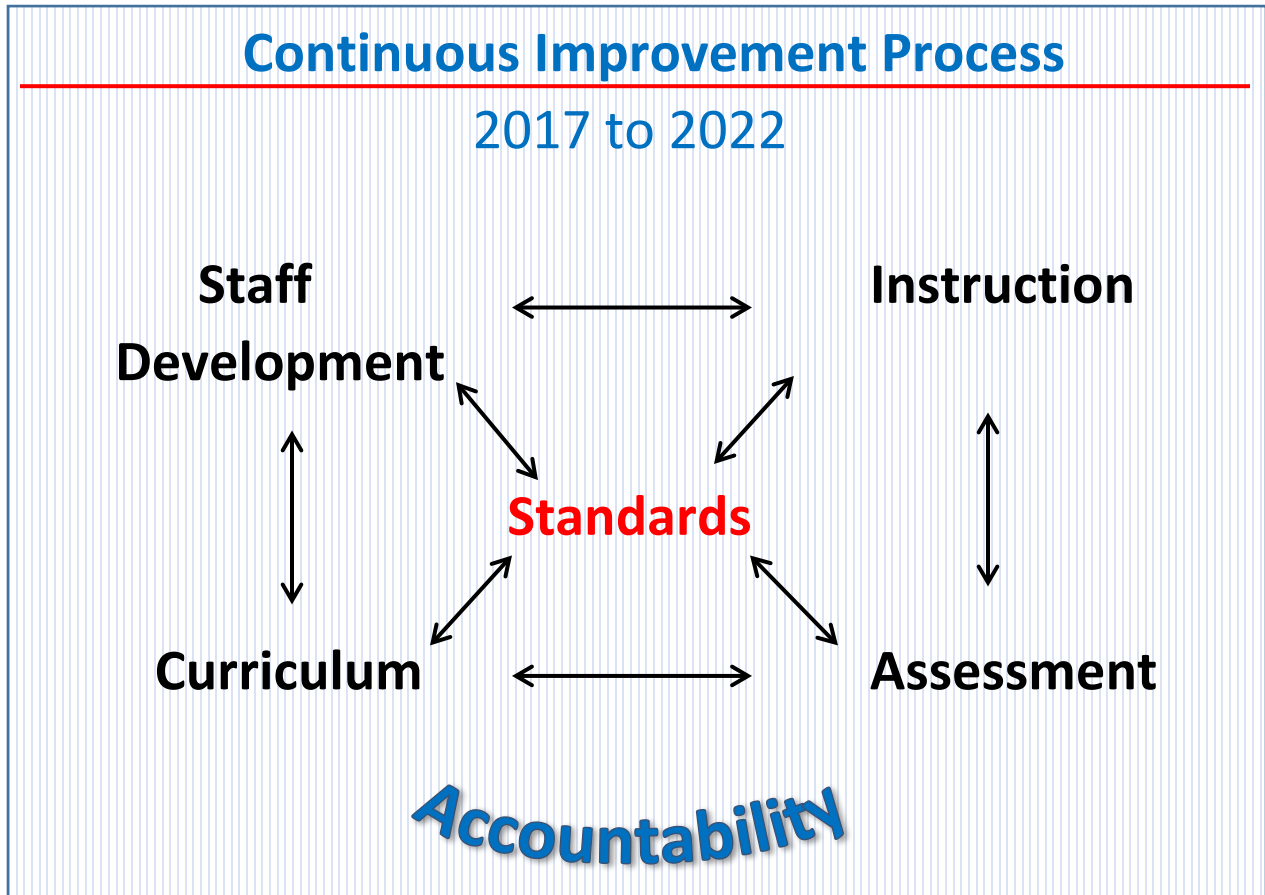 Continuous Improvement Process
2017 to 2022
Staff
Development
Instruction
Standards
Curriculum
Assessment
Accountability